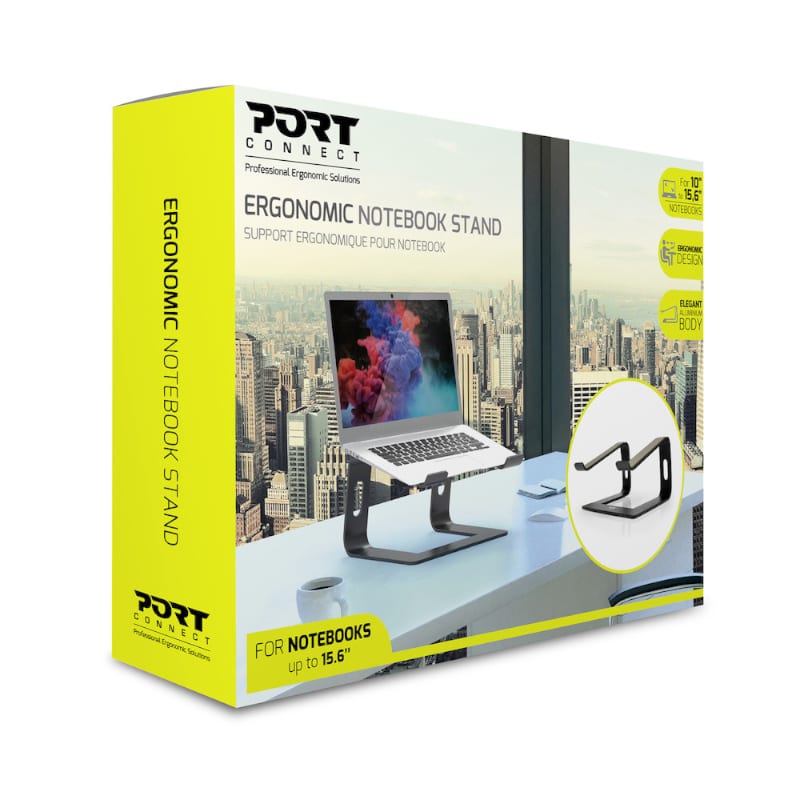 PORT
CONNECT
Professional Ergonomic Solutions
ERGONOMIC NOTEBOOK STAND
SUPPORT ERGONOMIQUE POUR NOTEBOOK
For 10"
to 15,6"
NOTEBOOKS
ERGONOMIC
DESIGN
ELEGANT
ALUMINIUM
BODY
FOR NOTEBOOKS
up to 15.6"
ERGONOMIC NOTEBOOK STAND
PORT
CONNECT
Professional Ergonomic Solutions